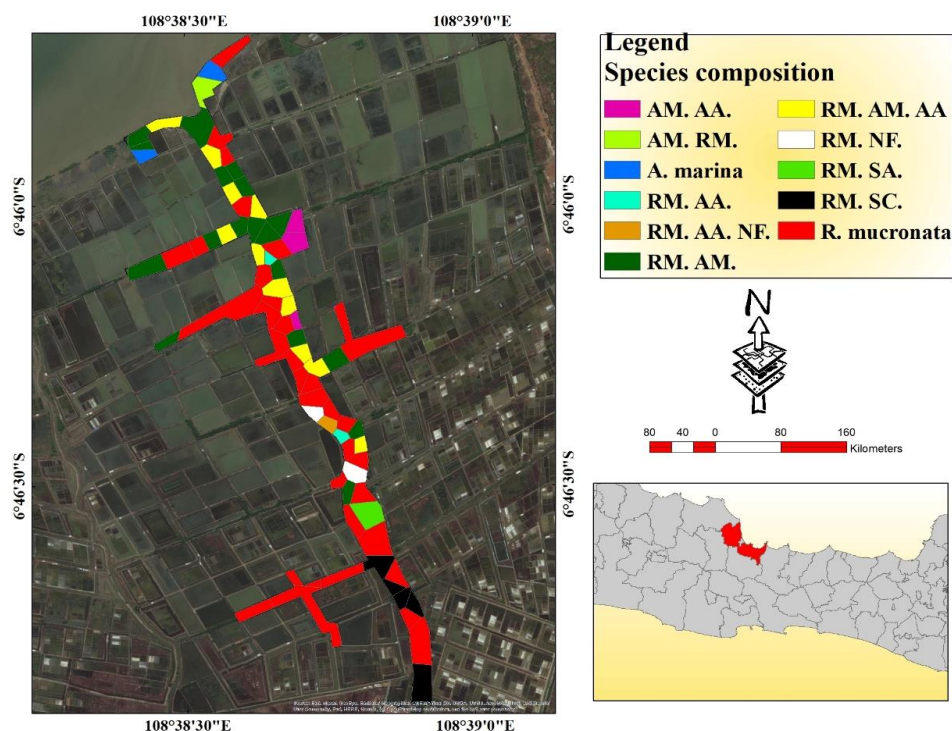 108°38'30"E 108°39'0"E
6°46'0"S
6°46'30"S
6°46'0"S
6°46'30"S
108°38'30"E 108°39'0"E
Legend
Species composition
AM. AA.
AM. RM.
A. marina
RM. AA.
RM. AA. NF.
RM. AM.
RM. AM. AA
RM. NF.
RM. SA.
RM. SC.
R. mucronata
N
80 40 0 80 160
Kilometers